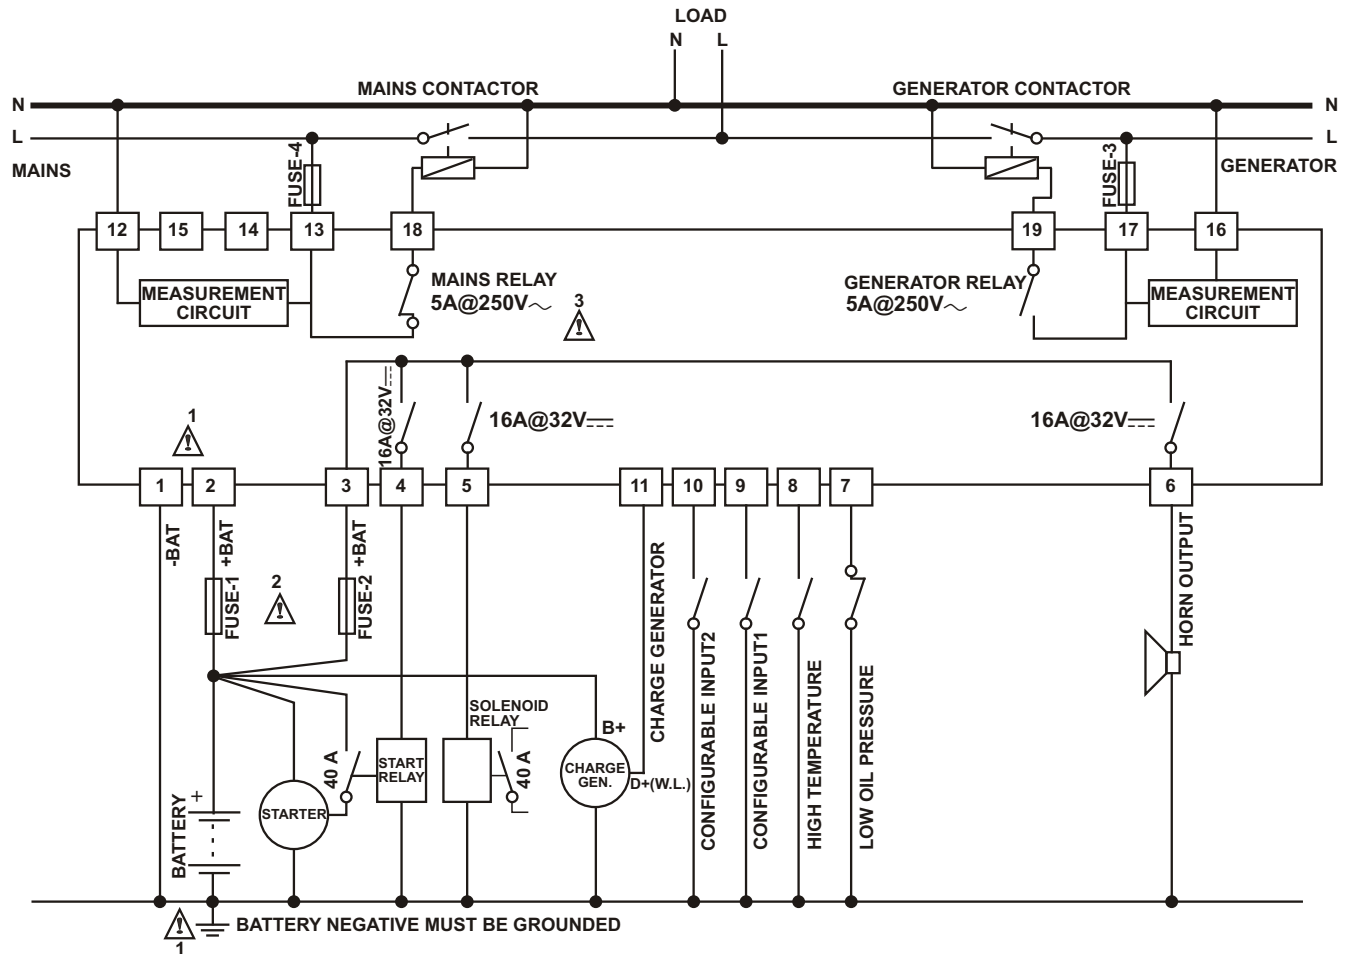 LOAD
N L
MAINS CONTACTOR
GENERATOR CONTACTOR
N
N
L
L
MAINS
GENERATOR
FUSE-4
FUSE-3
12 15 14 13 18 19 17 16
MEASUREMENT
CIRCUIT
MAINS RELAY
5A@250V~
3
GENERATOR RELAY
5A@250V~
MEASUREMENT
CIRCUIT
16A@32V
16A@32V
16A@32V
1
1 2 3 4 5 11 10 9 8 7 6
-BAT
+BAT
FUSE-1
2
+BAT
FUSE-2
CHARGE GENERATOR
CONFIGURABLE INPUT2
CONFIGURABLE INPUT1
HIGH TEMPERATURE
LOW OIL PRESSURE
HORN OUTPUT
SOLENOID
RELAY
B+
40 A
START
RELAY
40 A
CHARGE
GEN.
D+(W.L.)
STARTER
BATTERY
+
BATTERY NEGATIVE MUST BE GROUNDED
1